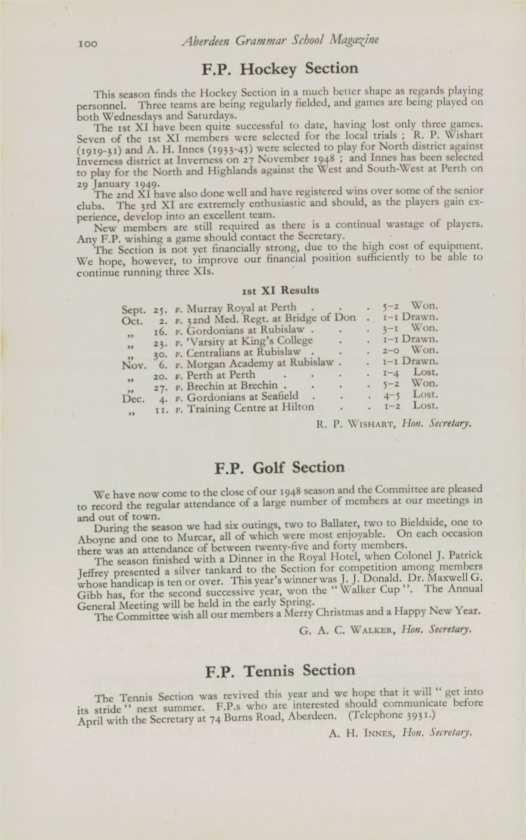 100 Aberdeen Grammar School Magazine
F.P. Hockey Section
This season finds the Hockey Section in a much better shape as regards playing
personnel. Three teams are being regularly fielded, and games are being played on
both Wednesdays and Saturdays.
The 1st XI have been quite successful to date, having lost only three games.
Seven of the 1st XI members were selected for the local trials ; R. P. Wishart
(1919-31) and A. H. Innes (1933-45) were selected to play for North district against
Inverness district at Inverness on 27 November 1948 ; and Innes has been selected
to play for the North and Highlands against the West and South-West at Perth on
29 January 1949.
The 2nd XI have also done well and have registered wins over some of the senior
clubs. The 3rd XI are extremely enthusiastic and should, as the players gain ex-
perience, develop into an excellent team.
New members are still required as there is a continual wastage of players.
Any F.P. wishing a game should contact the Secretary.
The Section is not yet financially strong, due to the high cost of equipment.
We hope, however, to improve our financial position sufficiently to be able to
continue running three XIs.
1st XI Results
Sept. 25. v. Murray Royal at Perth . . . 5-2 Won.
Oct. 2. v. 52nd Med. Regt. at Bridge of Don . 1-1 Drawn.
„ 16. v. Gordonians at Rubislaw . . . 3-1 Won.
„ 23. v. 'Varsity at King's College . . 1-1 Drawn.
„ 30. v. Centralians at Rubislaw . . . 2-0 Won.
Nov. 6. v. Morgan Academy at Rubislaw . . 1-1 Drawn.
„ 20. v. Perth at Perth . . . . 1-4 Lost.
„ 27. v. Brechin at Brechin . . . . 5-2 Won.
Dec. 4. v. Gordonians at Seafield . . . 4-5 Lost.
„ 11. v. Training Centre at Hilton . . 1-2 Lost.
R. P. Wishart, Hon. Secretary.
F.P. Golf Section
We have now come to the close of our 1948 season and the Committee are pleased
to record the regular attendance of a large number of members at our meetings in
and out of town.
During the season we had six outings, two to Ballater, two to Bieldside, one to
Aboyne and one to Murcar, all of which were most enjoyable. On each occasion
there was an attendance of between twenty-five and forty members.
The season finished with a Dinner in the Royal Hotel, when Colonel J. Patrick
Jeffrey presented a silver tankard to the Section for competition among members
whose handicap is ten or over. This year's winner was J. J. Donald. Dr. Maxwell G.
Gibb has, for the second successive year, won the " Walker Cup ". The Annual
General Meeting will be held in the early Spring.
The Committee wish all our members a Merry Christmas and a Happy New Year.
G. A. C. Walker, Hon. Secretary.
F.P. Tennis Section
The Tennis Section was revived this year and we hope that it will " get into
its stride " next summer. F.P.s who are interested should communicate before
April with the Secretary at 74 Burns Road, Aberdeen. (Telephone 3931.)
A. H. Innes, Hon. Secretary.